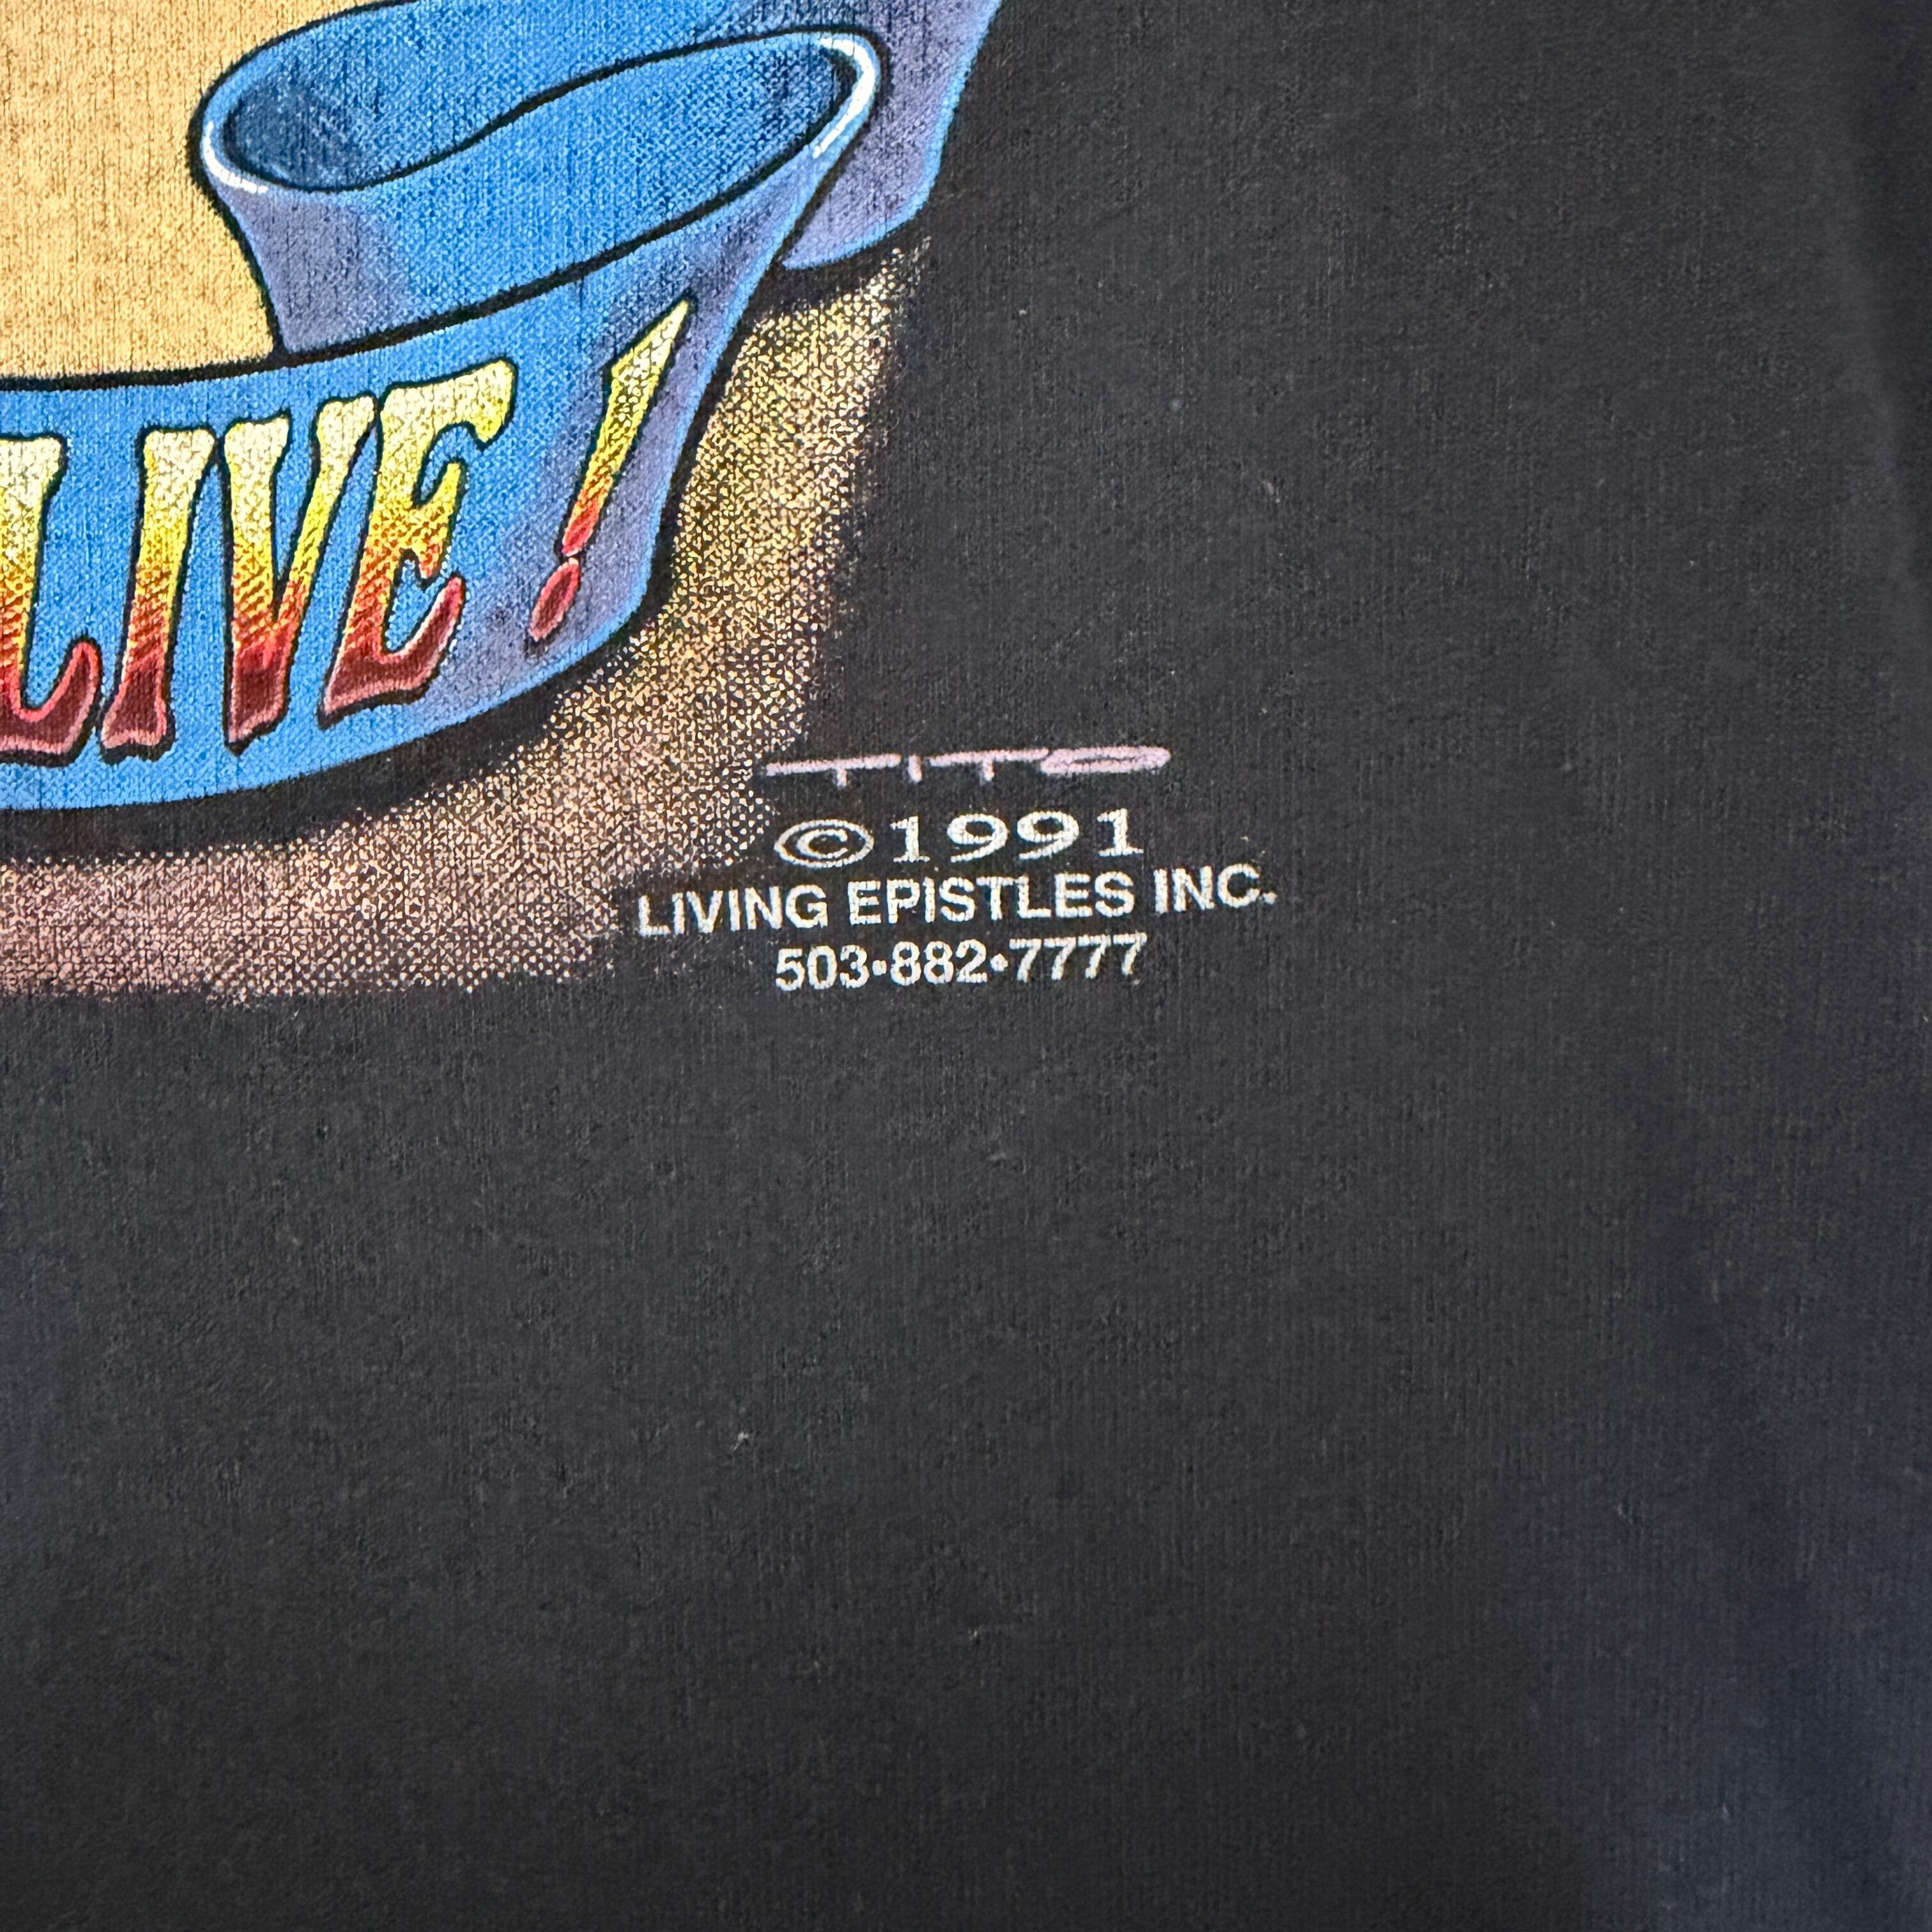 LIVE!
TITO
©1991
LIVING EPISTLES INC.
503•882•7777